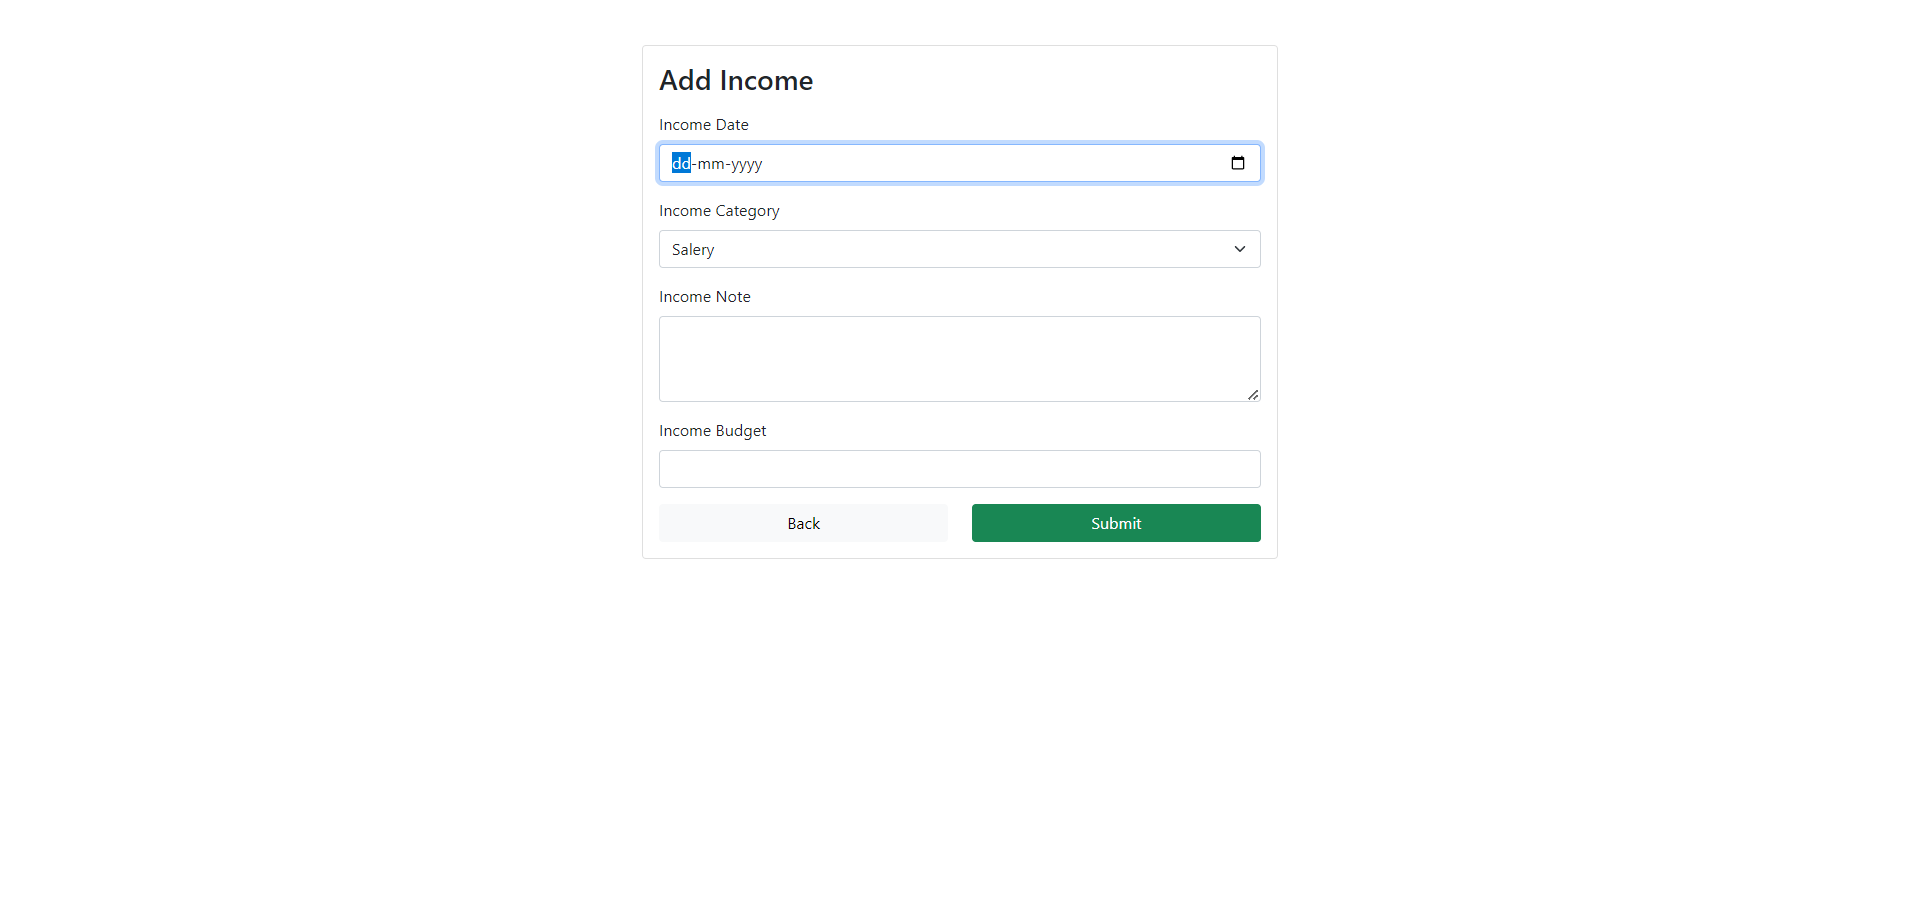 Add Income
Income Date
dd-mm-yyyy
Income Category
Salery
Income Note
Income Budget
Back
Submit